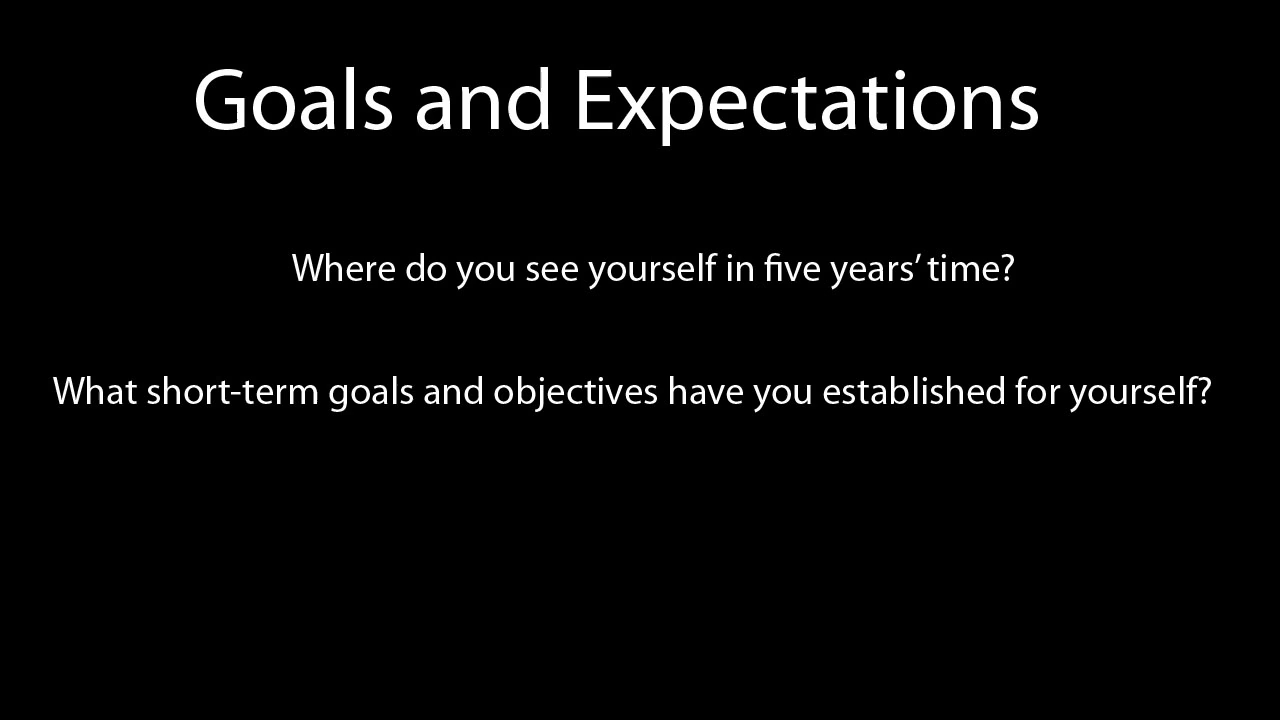 Goals and Expectations
Where do you see yourself in five years’ time?
What short-term goals and objectives have you established for yourself?